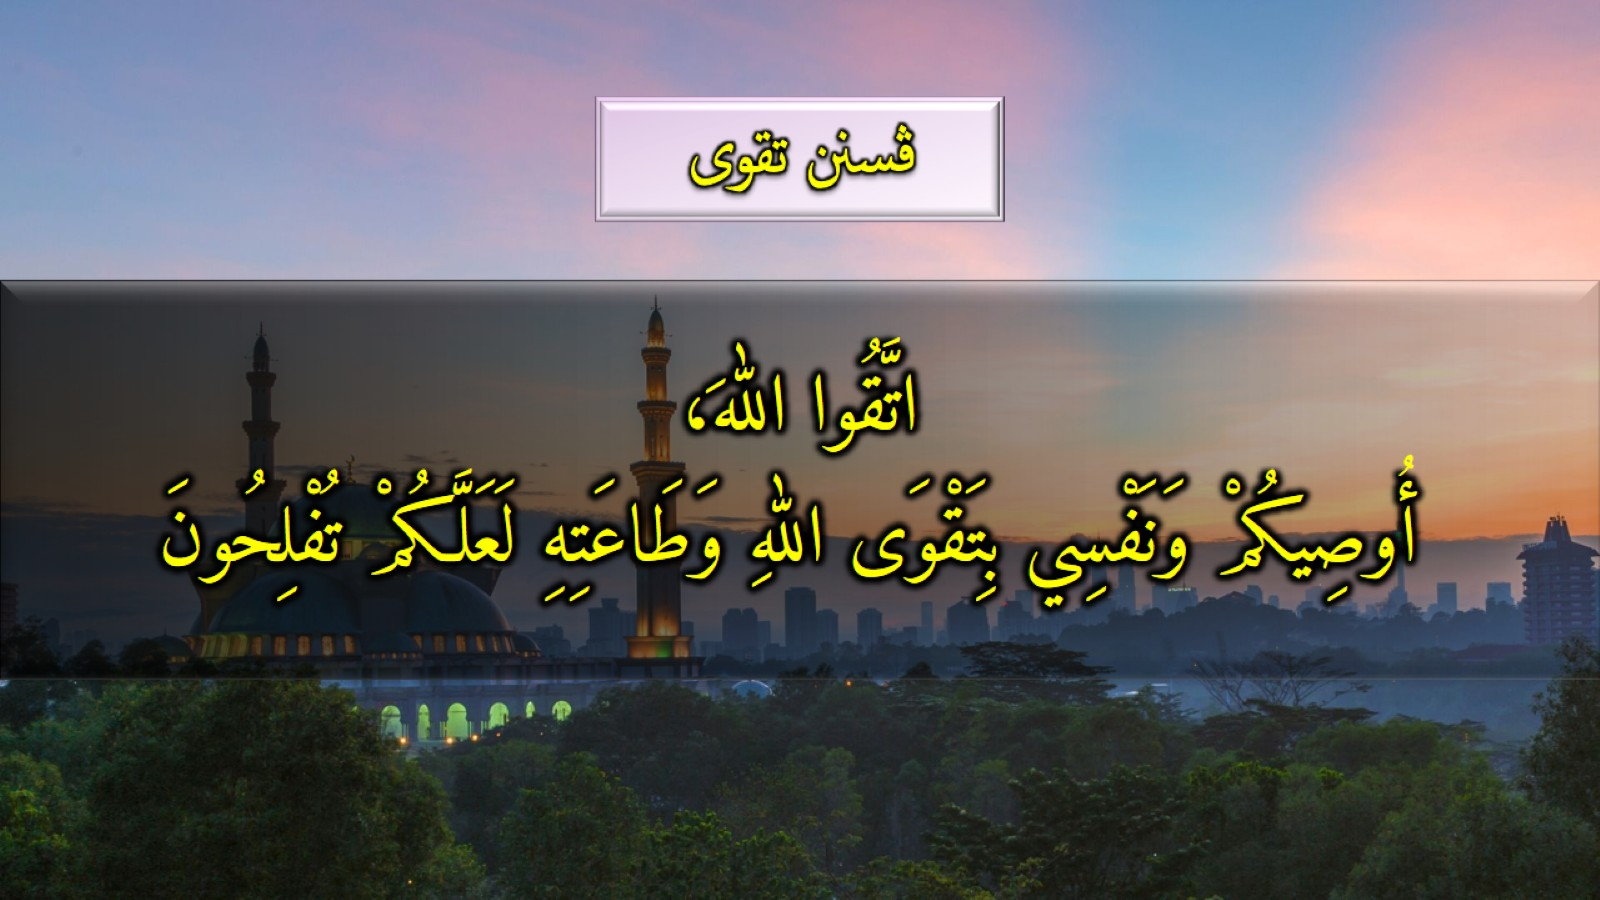 ڤسنن تقوى
اتَّقُوا اللهَ،
أُوصِيكُمْ وَنَفْسِي بِتَقْوَى اللهِ وَطَاعَتِهِ لَعَلَّكُمْ تُفْلِحُونَ